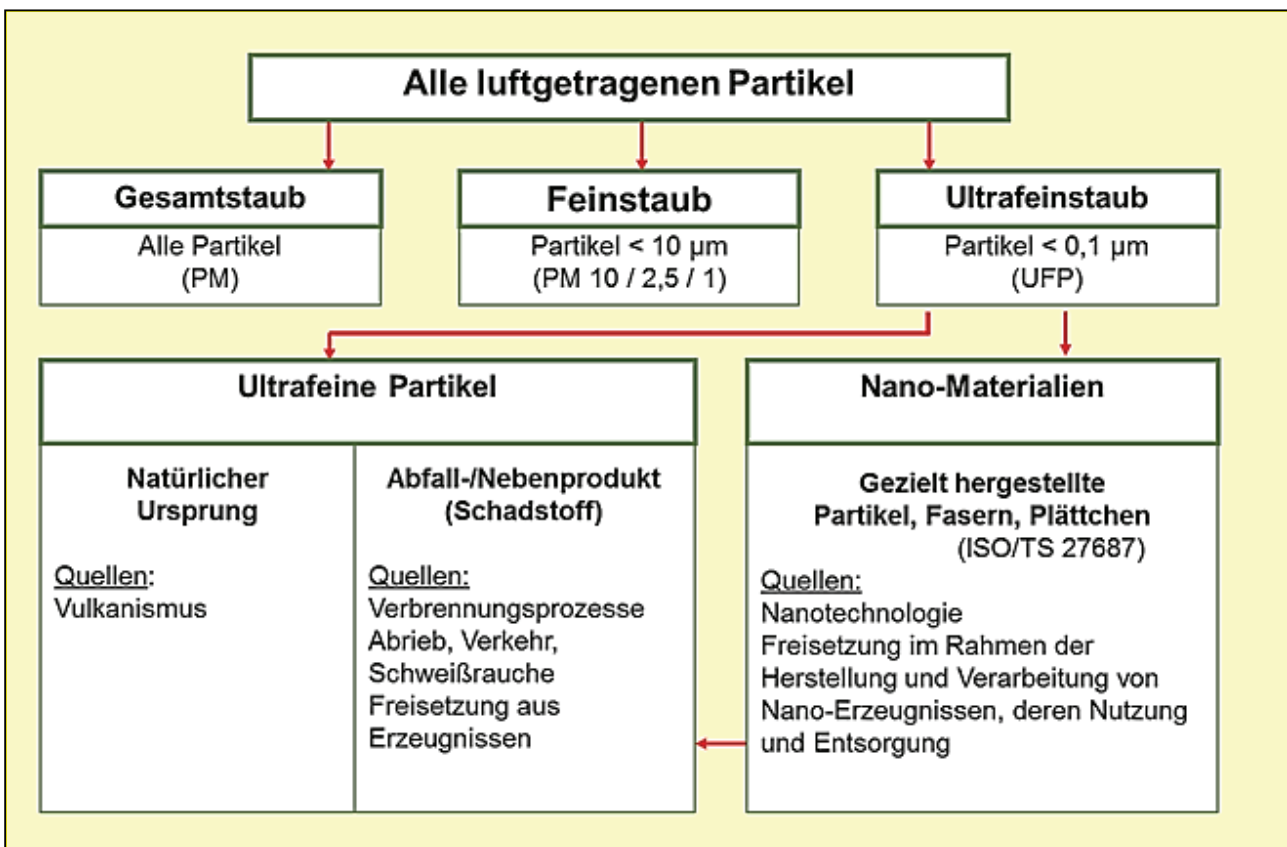 Alle luftgetragenen Partikel
Gesamtstaub
Alle Partikel
(PM)
Feinstaub
Partikel < 10 µm
(PM 10 / 2,5 / 1)
Ultrafeinstaub
Partikel < 0,1 µm
(UFP)
Ultrafeine Partikel
Natürlicher
Ursprung
Quellen:
Vulkanismus
Abfall-/Nebenprodukt
(Schadstoff)
Quellen:
Verbrennungsprozesse
Abrieb, Verkehr,
Schweißrauche
Freisetzung aus
Erzeugnissen
Nano-Materialien
Gezielt hergestellte
Partikel, Fasern, Plättchen
(ISO/TS 27687)
Quellen:
Nanotechnologie
Freisetzung im Rahmen der
Herstellung und Verarbeitung von
Nano-Erzeugnissen, deren Nutzung
und Entsorgung